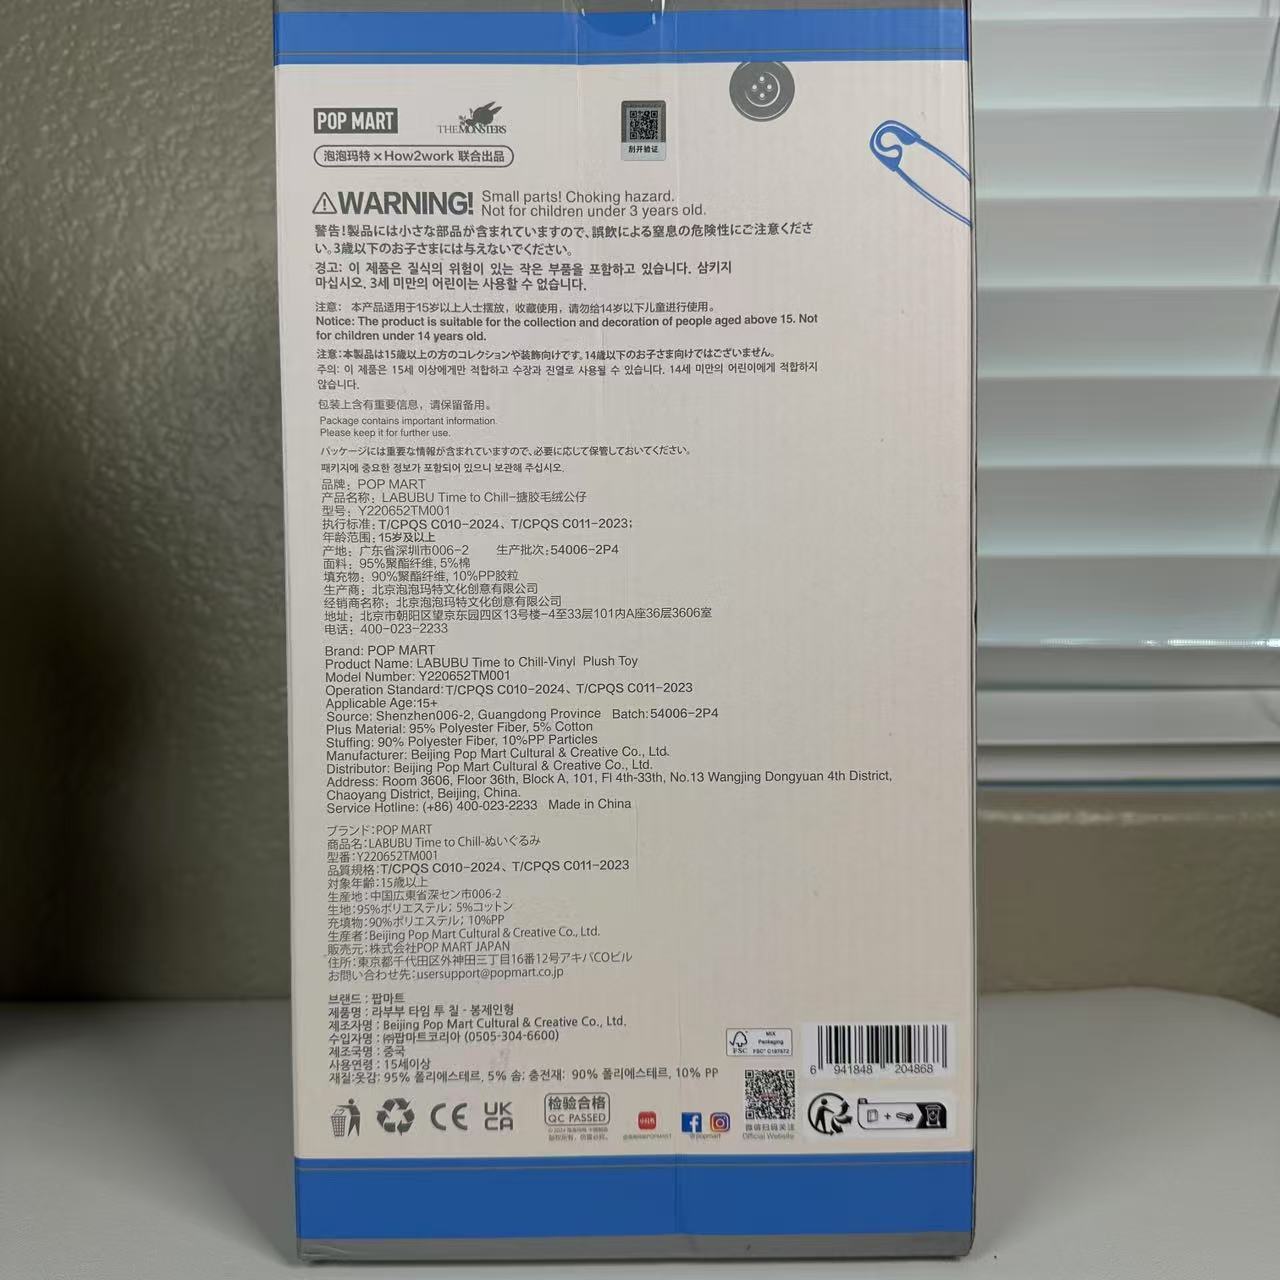 POP MART
THE MONSTERS
泡泡玛特×How2work 联合出品
刮开验证
WARNING! Small parts! Choking hazard.
Not for children under 3 years old.
警告!製品には小さな部品が含まれていますので、誤飲による窒息の危険性にご注意くださ
い。3歳以下のお子さまには与えないでください。
경고: 이 제품은 질식의 위험이 있는 작은 부품을 포함하고 있습니다. 삼키지
마십시오. 3세 미만의 어린이는 사용할 수 없습니다.
注意： 本产品适用于15岁以上人士摆放，收藏使用，请勿给14岁以下儿童进行使用。
Notice: The product is suitable for the collection and decoration of people aged above 15. Not
for children under 14 years old.
注意:本製品は15歳以上の方のコレクションや装飾向けです。14歳以下のお子さま向けではございません。
주의: 이 제품은 15세 이상에게만 적합하고 수장과 진열로 사용될 수 있습니다. 14세 미만의 어린이에게 적합하지
않습니다.
包装上含有重要信息，请保留备用。
Package contains important information.
Please keep it for further use.
パッケージには重要な情報が含まれていますので、必要に応じて保管しておいてください。
패키지에 중요한 정보가 포함되어 있으니 보관해 주십시오.
品牌：POP MART
产品名称：LABUBU Time to Chill-搪胶毛绒公仔
型号：Y220652TM001
执行标准：T/CPQS C010-2024、T/CPQS C011-2023；
年龄范围：15岁及以上
产地：广东省深圳市006-2 生产批次：54006-2P4
面料：95%聚酯纤维, 5%棉
填充物：90%聚酯纤维, 10%PP胶粒
生产商：北京泡泡玛特文化创意有限公司
经销商名称：北京泡泡玛特文化创意有限公司
地址：北京市朝阳区望京东园四区13号楼-4至33层101内A座36层3606室
电话：400-023-2233
Brand: POP MART
Product Name: LABUBU Time to Chill-Vinyl Plush Toy
Model Number: Y220652TM001
Operation Standard: T/CPQS C010-2024、T/CPQS C011-2023
Applicable Age:15+
Source: Shenzhen006-2, Guangdong Province Batch:54006-2P4
Plus Material: 95% Polyester Fiber, 5% Cotton
Stuffing: 90% Polyester Fiber, 10%PP Particles
Manufacturer: Beijing Pop Mart Cultural & Creative Co., Ltd.
Distributor: Beijing Pop Mart Cultural & Creative Co., Ltd.
Address: Room 3606, Floor 36th, Block A, 101, Fl 4th-33th, No.13 Wangjing Dongyuan 4th District,
Chaoyang District, Beijing, China.
Service Hotline: (+86) 400-023-2233 Made in China
ブランド:POP MART
商品名:LABUBU Time to Chill-ぬいぐるみ
型番:Y220652TM001
品質規格:T/CPQS C010-2024、T/CPQS C011-2023
対象年齢:15歳以上
生産地:中国広東省深セン市006-2
生地:95%ポリエステル; 5%コットン
充填物:90%ポリエステル; 10%PP
生産者:Beijing Pop Mart Cultural & Creative Co., Ltd.
販売元:株式会社POP MART JAPAN
住所:東京都千代田区外神田三丁目16番12号アキバCOビル
お問い合わせ先:usersupport@popmart.co.jp
브랜드 : 팝마트
제품명 : 라부부 타임 투 칠 - 봉제인형
제조자명 : Beijing Pop Mart Cultural & Creative Co., Ltd.
수입자명 : ㈜팝마트코리아 (0505-304-6600)
제조국명 : 중국
사용연령 : 15세이상
재질:옷감: 95% 폴리에스테르, 5% 솜; 충전재: 90% 폴리에스테르, 10% PP
FSC
MIX
Packaging
FSC® C197872
6 941848 204868
CE
UK
CA
检验合格
QC PASSED
版权所有，仿冒必究。
小红书
@popmart
微信扫码关注
Official Website